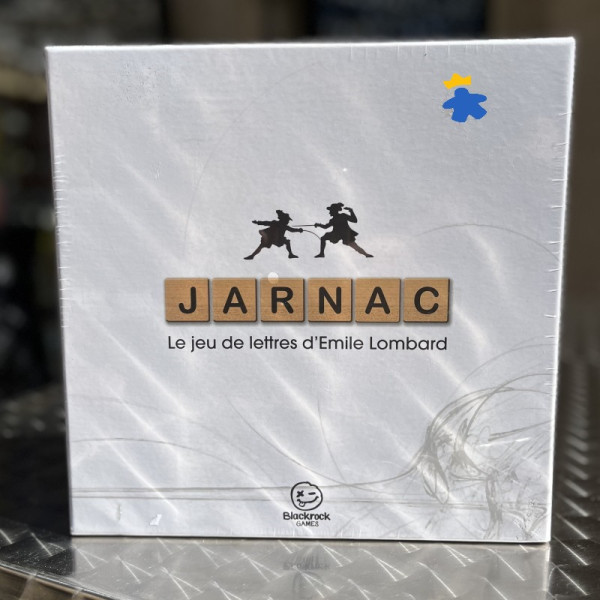 JARNAC
Le jeu de lettres d'Emile Lombard
Blackrock
GAMES